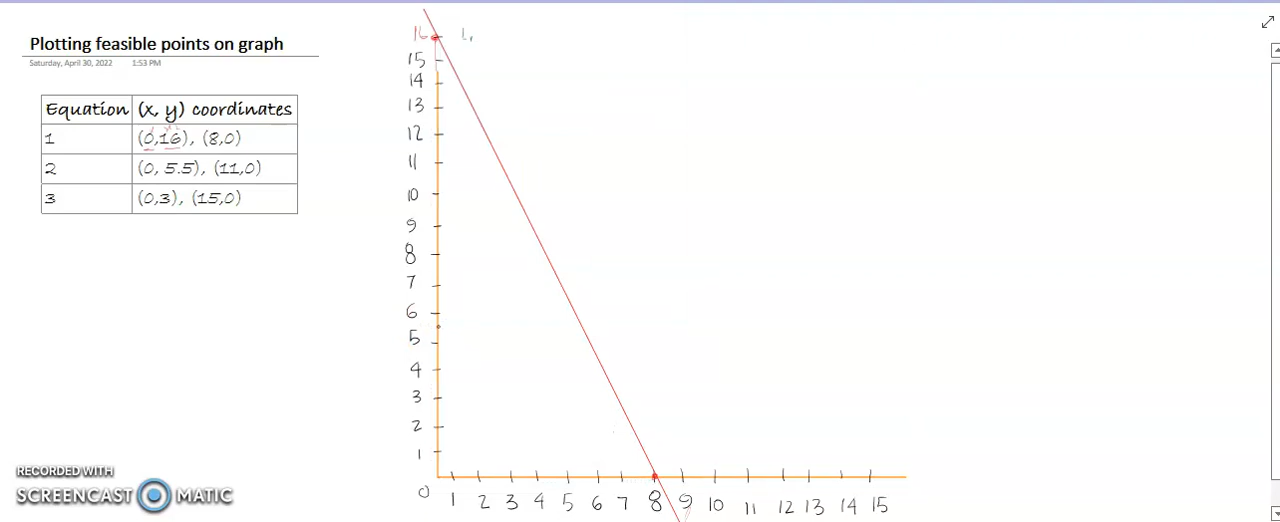 Plotting feasible points on graph
Saturday, April 30, 2022 1:53 PM
Equation (x, y) coordinates
1 (0,16), (8,0)
2 (0, 5.5), (11,0)
3 (0,3), (15,0)
16
15
14
13
12
11
10
9
8
7
6
5
4
3
2
1
0 1 2 3 4 5 6 7 8 9 10 11 12 13 14 15
RECORDED WITH
SCREENCAST MATIC